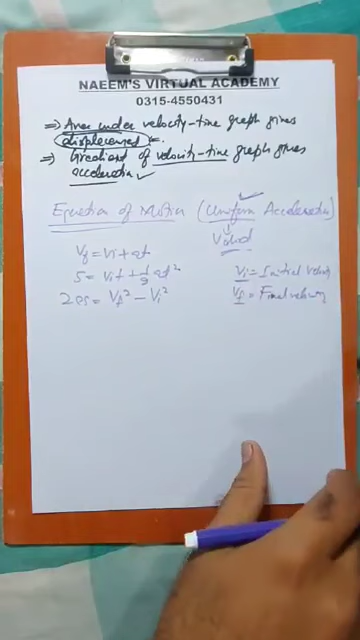 NAEEM'S VIRTUAL ACADEMY
0315-4550431
⇒ Area under velocity-time graph gives
displacement ⇐.
⇒ Gradient of velocity-time graph gives
acceleration ✓
Equation of Motion (Uniform Acceleration)
Valid
Vf = Vi + at
S = Vit + 1/2 at²
2as = Vf² - Vi²
Vi = Initial velocity
Vf = Final velocity